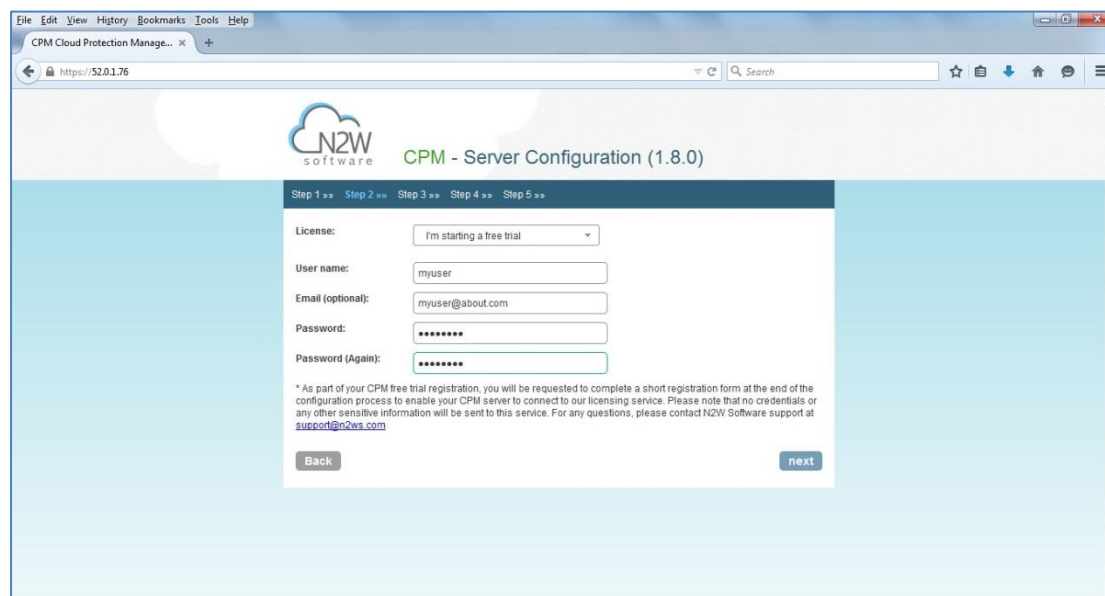 File Edit View History Bookmarks Tools Help
CPM Cloud Protection Manage... × +
https://52.0.1.76 Search
N2W
software
CPM - Server Configuration (1.8.0)
Step 1 »» Step 2 »» Step 3 »» Step 4 »» Step 5 »»
License: I'm starting a free trial
User name: myuser
Email (optional): myuser@about.com
Password: ••••••••
Password (Again): ••••••••
* As part of your CPM free trial registration, you will be requested to complete a short registration form at the end of the
configuration process to enable your CPM server to connect to our licensing service. Please note that no credentials or
any other sensitive information will be sent to this service. For any questions, please contact N2W Software support at
support@n2ws.com
Back next